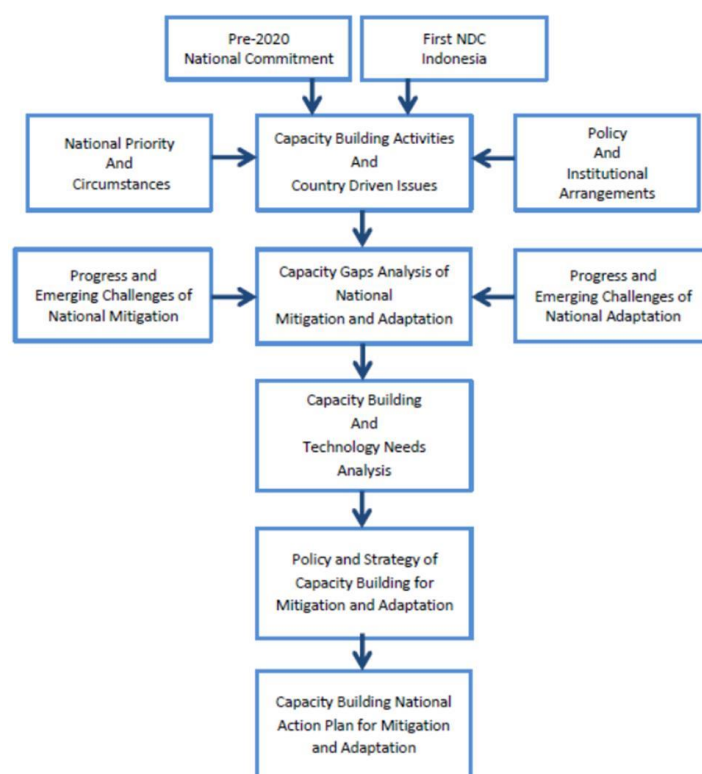 Pre-2020
National Commitment
First NDC
Indonesia
National Priority
And
Circumstances
Capacity Building Activities
And
Country Driven Issues
Policy
And
Institutional
Arrangements
Progress and
Emerging Challenges of
National Mitigation
Capacity Gaps Analysis of
National
Mitigation and Adaptation
Progress and
Emerging Challenges of
National Adaptation
Capacity Building
And
Technology Needs
Analysis
Policy and Strategy of
Capacity Building for
Mitigation and Adaptation
Capacity Building National
Action Plan for Mitigation
and Adaptation